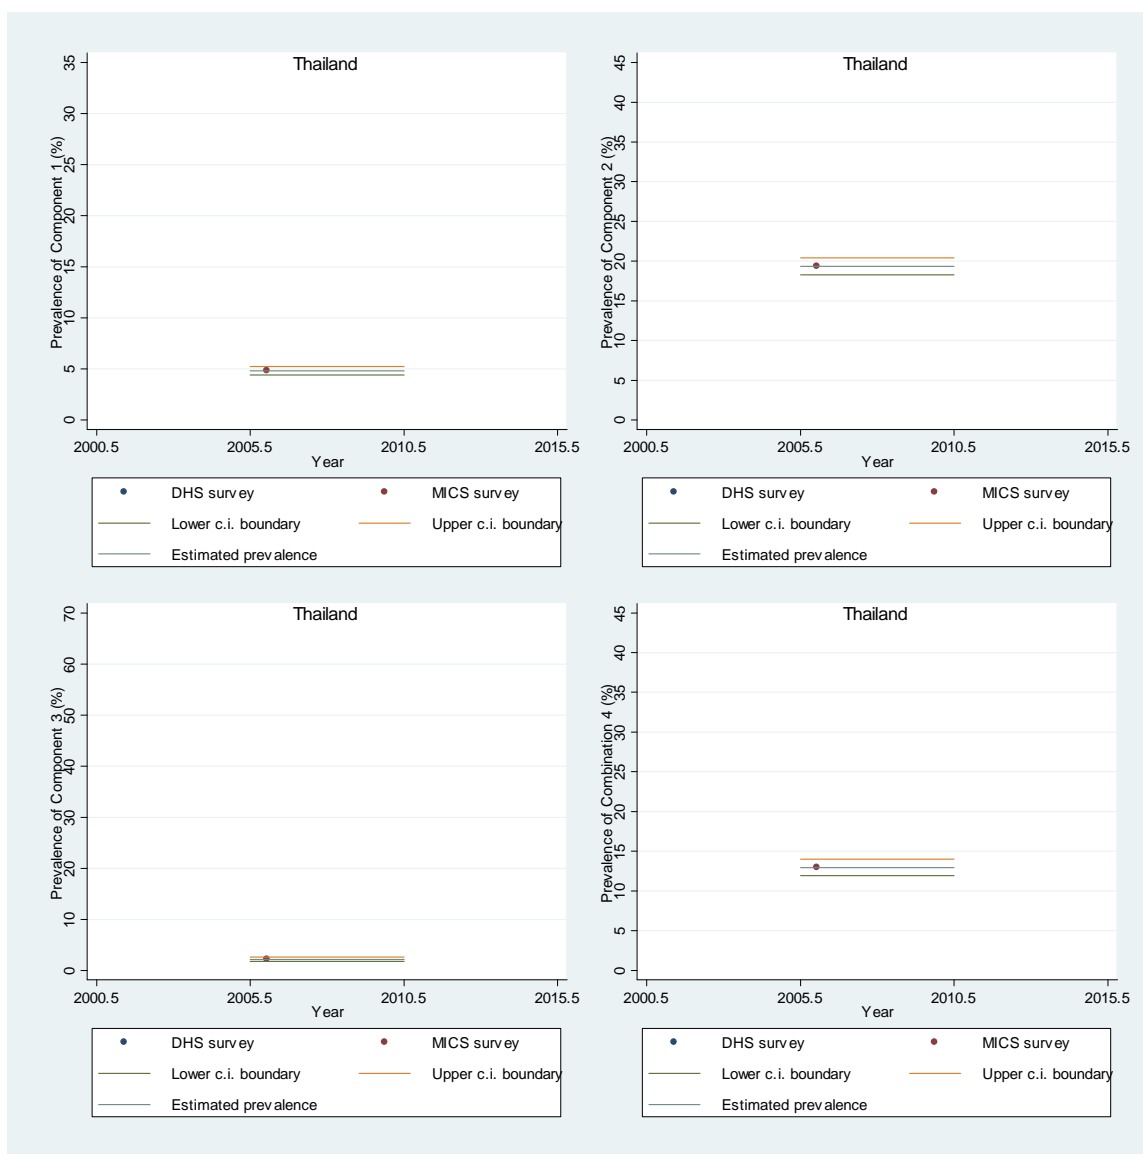 Thailand
Prevalence of Component 1 (%)
35
30
25
20
15
10
5
0
2000.5 2005.5 2010.5 2015.5
Year
DHS survey MICS survey
Lower c.i. boundary Upper c.i. boundary
Estimated prevalence
Thailand
Prevalence of Component 2 (%)
45
40
35
30
25
20
15
10
5
0
2000.5 2005.5 2010.5 2015.5
Year
DHS survey MICS survey
Lower c.i. boundary Upper c.i. boundary
Estimated prevalence
Thailand
Prevalence of Component 3 (%)
70
60
50
40
30
20
10
0
2000.5 2005.5 2010.5 2015.5
Year
DHS survey MICS survey
Lower c.i. boundary Upper c.i. boundary
Estimated prevalence
Thailand
Prevalence of Combination 4 (%)
45
40
35
30
25
20
15
10
5
0
2000.5 2005.5 2010.5 2015.5
Year
DHS survey MICS survey
Lower c.i. boundary Upper c.i. boundary
Estimated prevalence